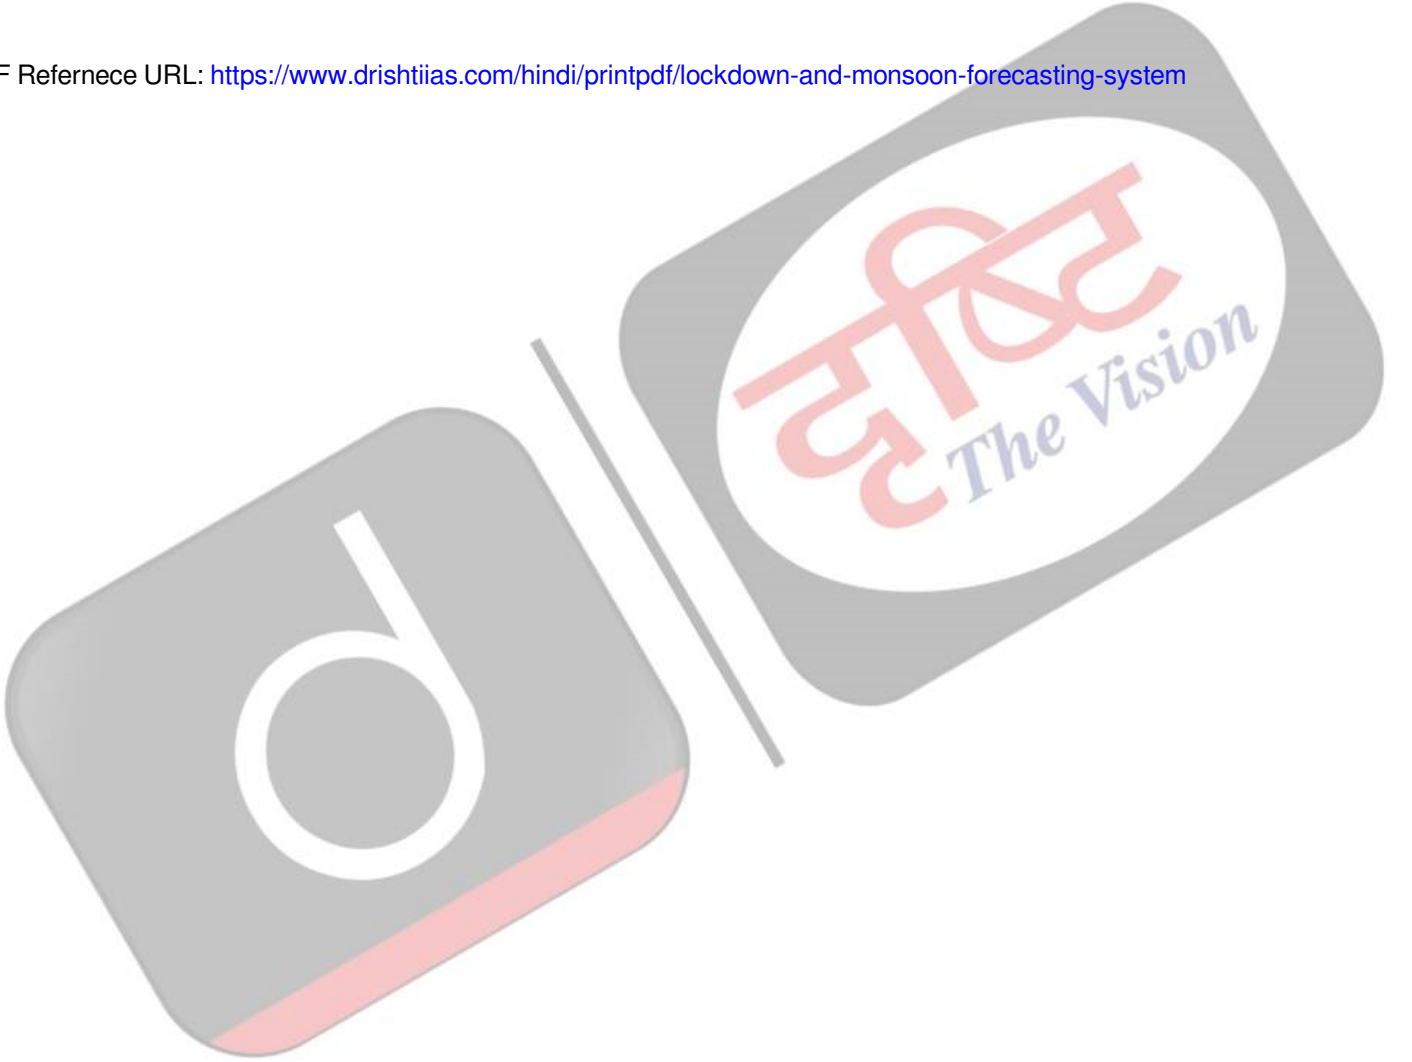 F Refernece URL: https://www.drishtiias.com/hindi/printpdf/lockdown-and-monsoon-forecasting-system
दृष्टि
The Vision
d